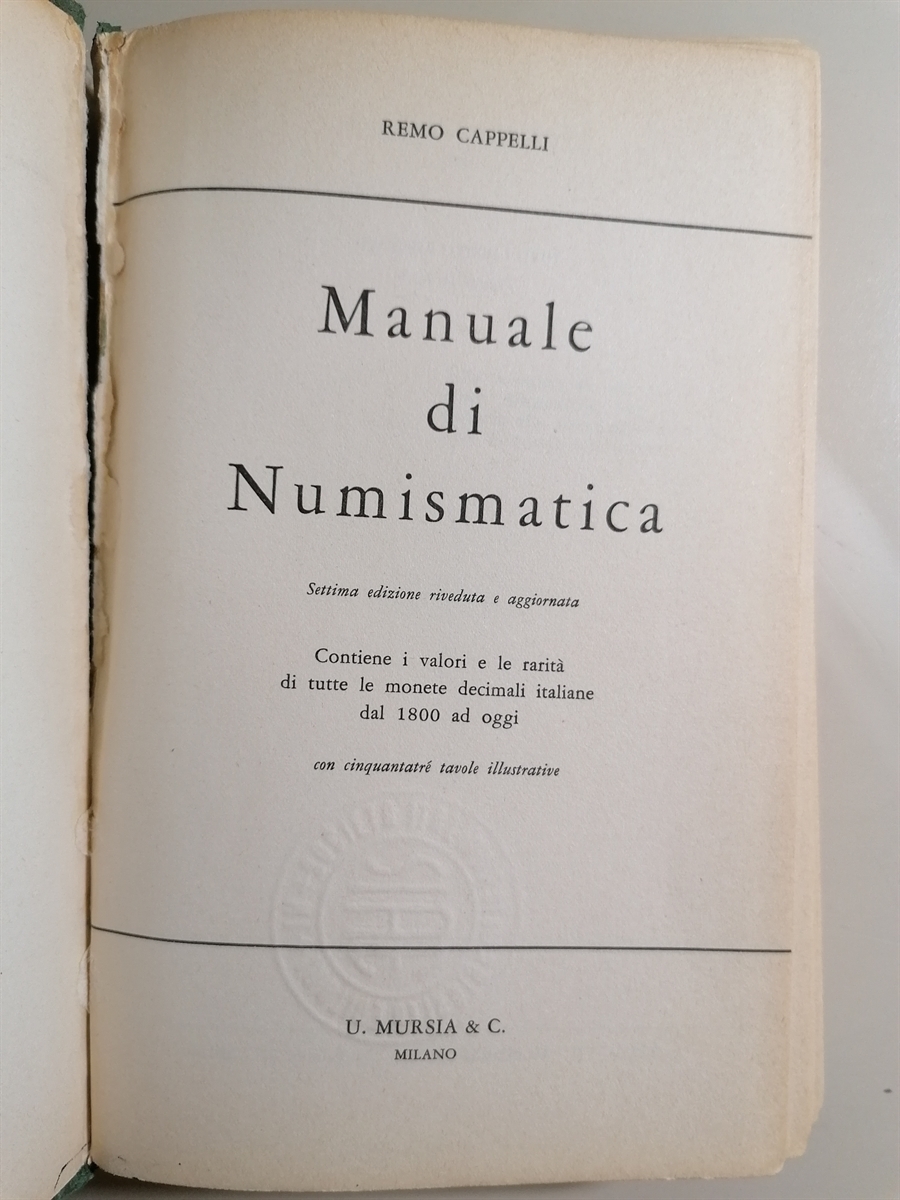 REMO CAPPELLI
Manuale
di
Numismatica
Settima edizione riveduta e aggiornata
Contiene i valori e le rarità
di tutte le monete decimali italiane
dal 1800 ad oggi
con cinquantatré tavole illustrative
U. MURSIA & C.
MILANO